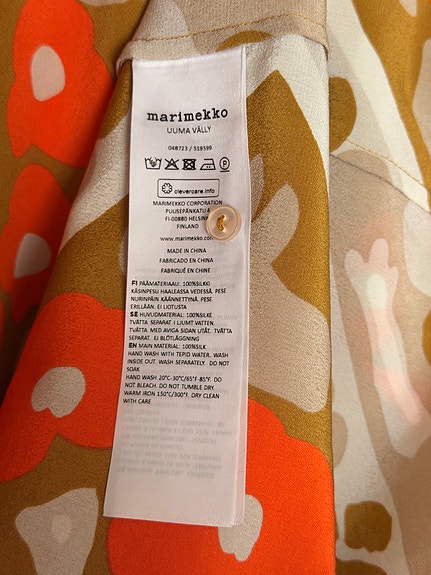 marimekko
UUMA VÄLLY
048723 / 519599
clevercare.info
MARIMEKKO CORPORATION
PUUSEPÄNKATU 4
FI-00880 HELSINKI
FINLAND
www.marimekko.com
MADE IN CHINA
FABRICADO EN CHINA
FABRIQUÉ EN CHINE
FI PÄÄMATERIAALI: 100%SILKKI
KÄSINPESU HAALEASSA VEDESSÄ. PESE
NURINPÄIN KÄÄNNETTYNÄ. PESE
ERILLÄÄN. EI LIOTUSTA
SE HUVUDMATERIAL: 100%SILKE
TVÄTTA SEPARAT I LJUMT VATTEN.
TVÄTTA MED AVIGA SIDAN UTÅT. TVÄTTA
SEPARAT. EJ BLÖTLÄGGNING
EN MAIN MATERIAL: 100%SILK
HAND WASH WITH TEPID WATER. WASH
INSIDE OUT. WASH SEPARATELY. DO NOT
SOAK
HAND WASH 20°C-30°C/65°F-85°F. DO
NOT BLEACH. DO NOT TUMBLE DRY.
WARM IRON 150°C/300°F. DRY CLEAN
WITH CARE